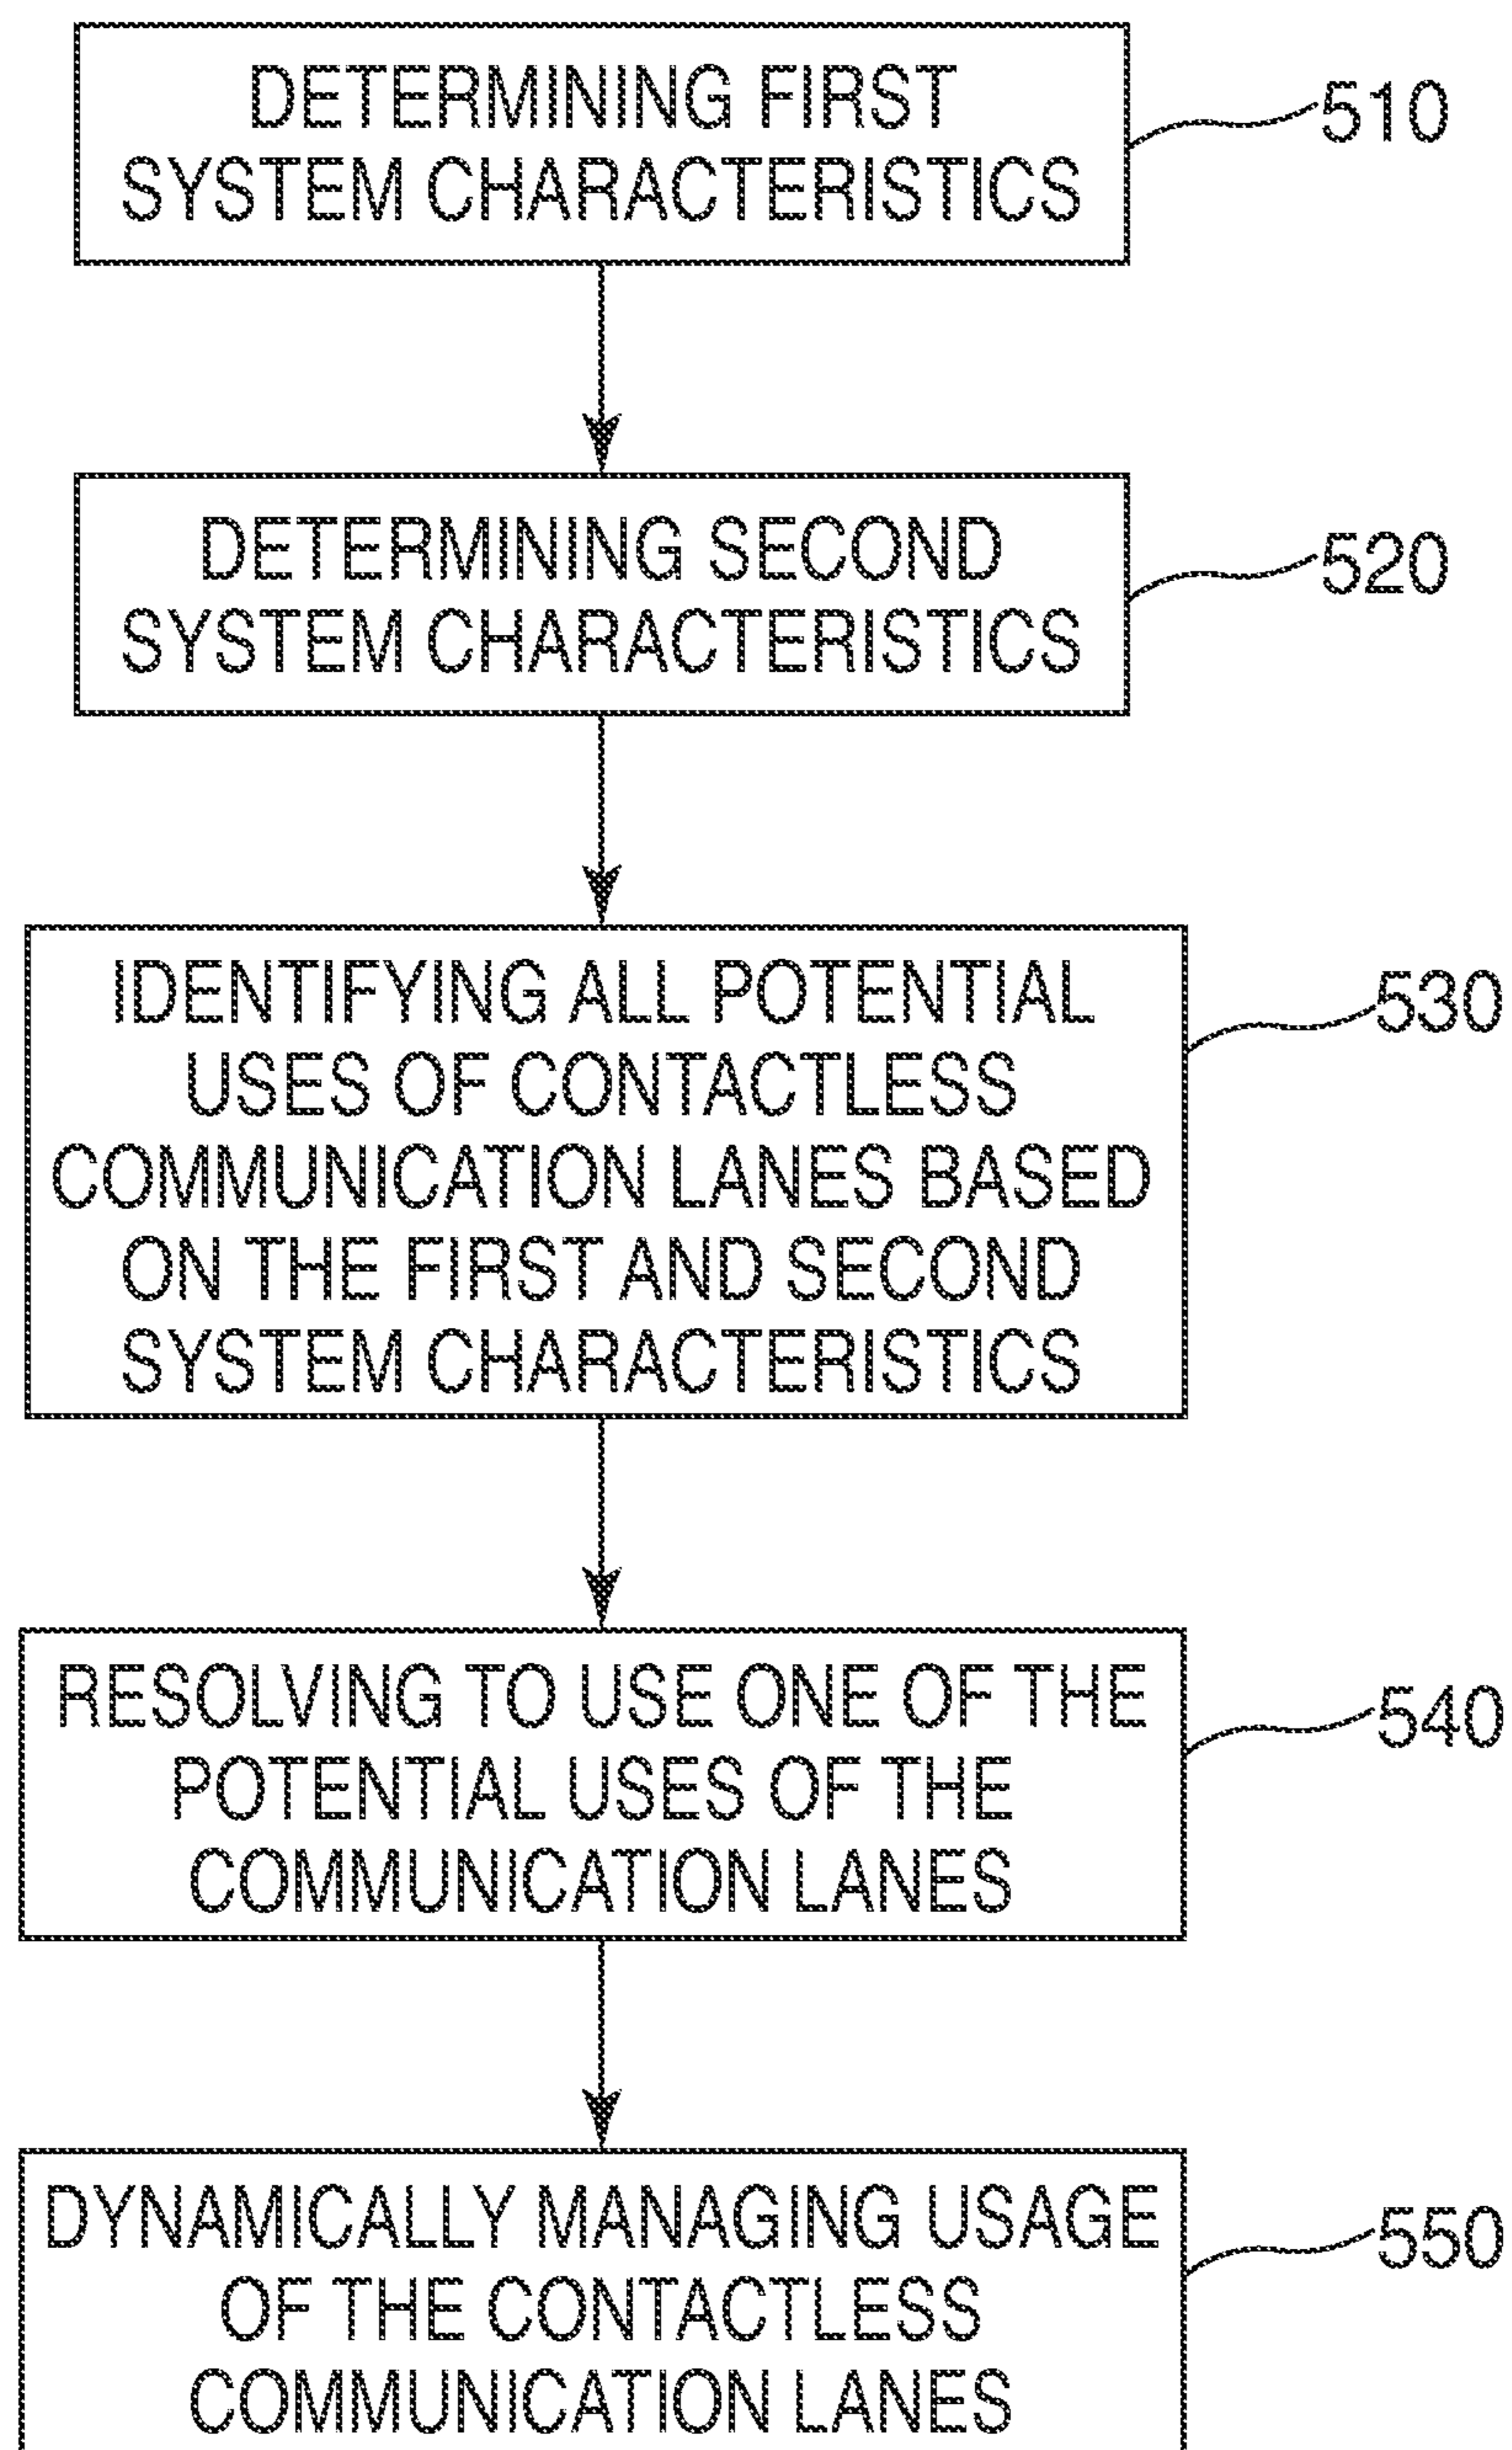 DETERMINING FIRST
SYSTEM CHARACTERISTICS
510
DETERMINING SECOND
SYSTEM CHARACTERISTICS
520
IDENTIFYING ALL POTENTIAL
USES OF CONTACTLESS
COMMUNICATION LANES BASED
ON THE FIRST AND SECOND
SYSTEM CHARACTERISTICS
530
RESOLVING TO USE ONE OF THE
POTENTIAL USES OF THE
COMMUNICATION LANES
540
DYNAMICALLY MANAGING USAGE
OF THE CONTACTLESS
COMMUNICATION LANES
550